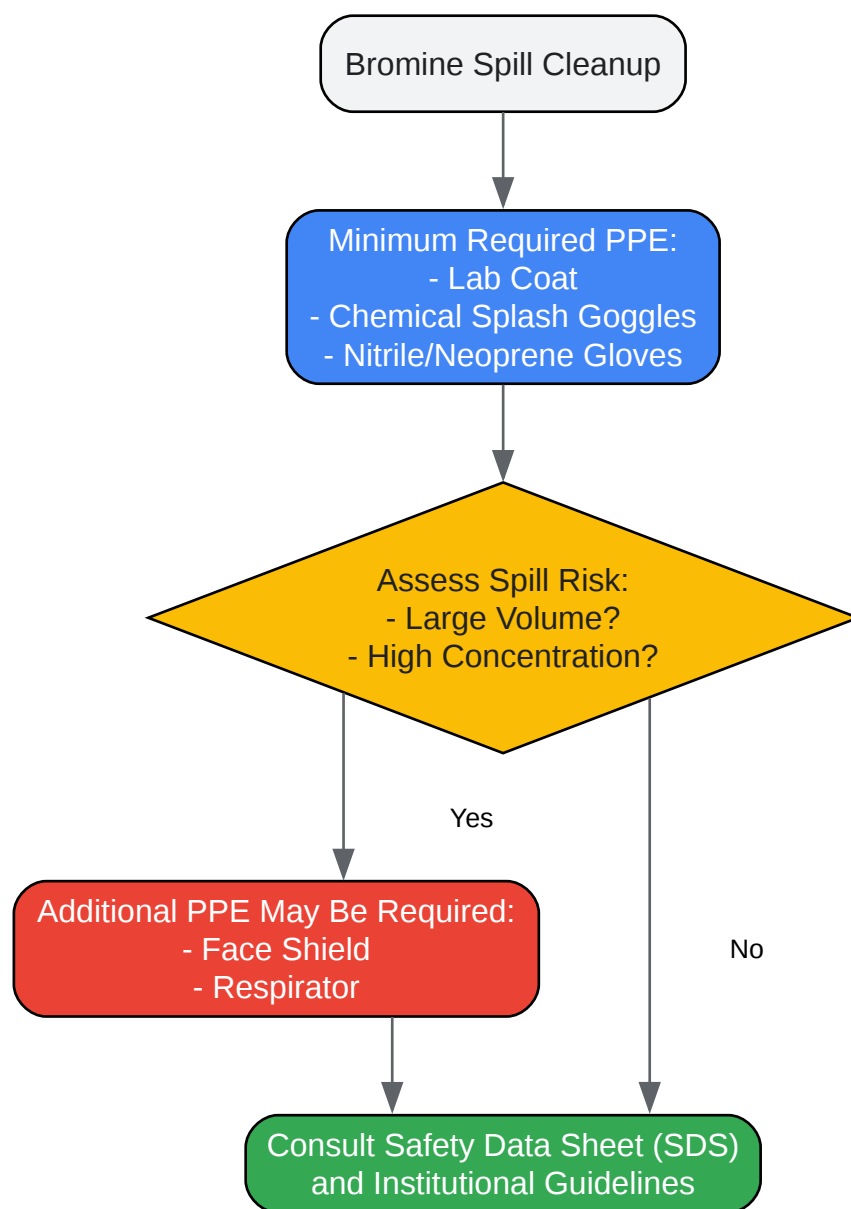 Bromine Spill Cleanup
Minimum Required PPE:
- Lab Coat
- Chemical Splash Goggles
- Nitrile/Neoprene Gloves
Assess Spill Risk:
- Large Volume?
- High Concentration?
Yes
Additional PPE May Be Required:
- Face Shield
- Respirator
No
Consult Safety Data Sheet (SDS)
and Institutional Guidelines